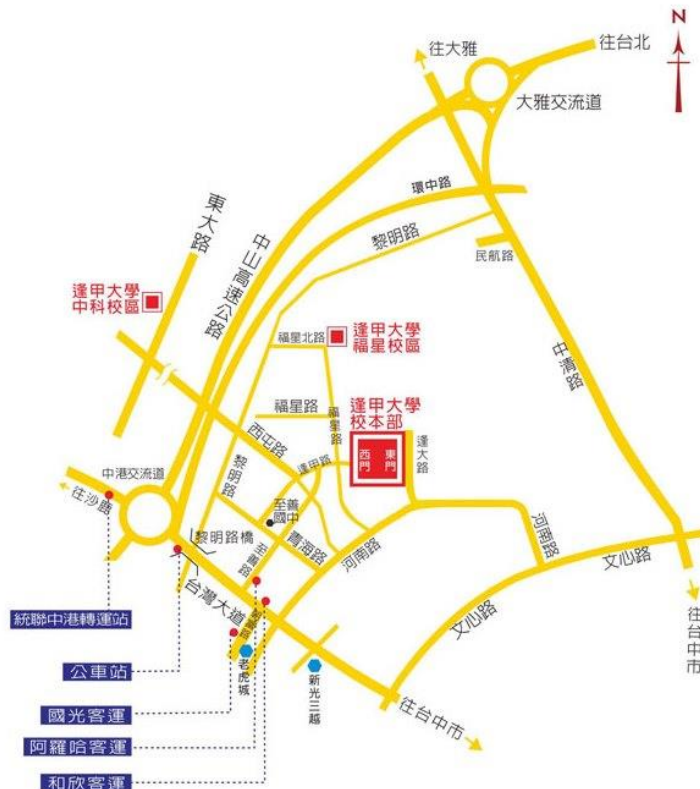 N
往大雅
往台北
大雅交流道
環中路
東大路
中山高速公路
黎明路
民航路
逢甲大學
中科校區
福星北路
逢甲大學
福星校區
中清路
福星路
福星路
逢甲大學
校本部
西門
東門
逢大路
西屯路
逢甲路
黎明路
中港交流道
往沙鹿
至善
國中
黎明路橋
青海路
至善路
河南路
河南路
文心路
文心路
台灣大道
統聯中港轉運站
公車站
老虎城
新光三越
往台中市
往台中市
國光客運
阿羅哈客運
和欣客運